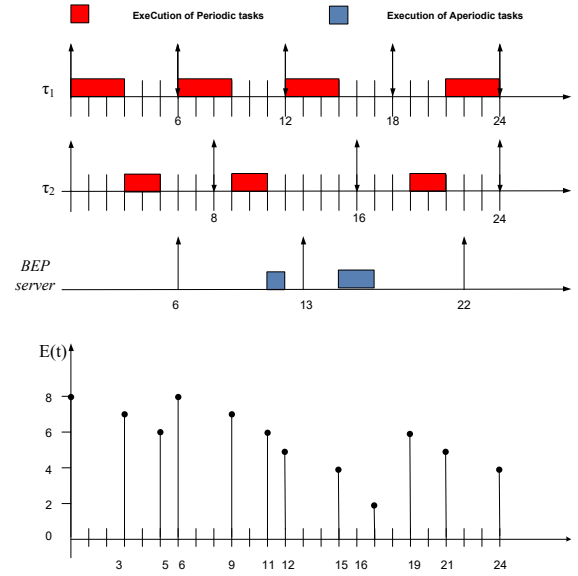 ExeCution of Periodic tasks Execution of Aperiodic tasks
τ1
6 12 18 24
τ2
8 16 24
BEP
server
6 13 22
E(t)
8
6
4
2
0
3 5 6 9 11 12 15 16 19 21 24